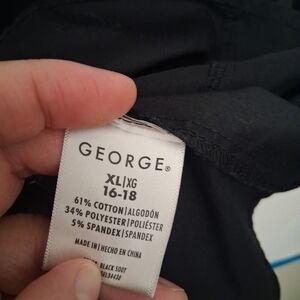 GEORGE®
XL|XG
16-18
61% COTTON|ALGODÓN
34% POLYESTER|POLIÉSTER
5% SPANDEX|SPANDEX
MADE IN|HECHO EN CHINA
BLACK SOOT